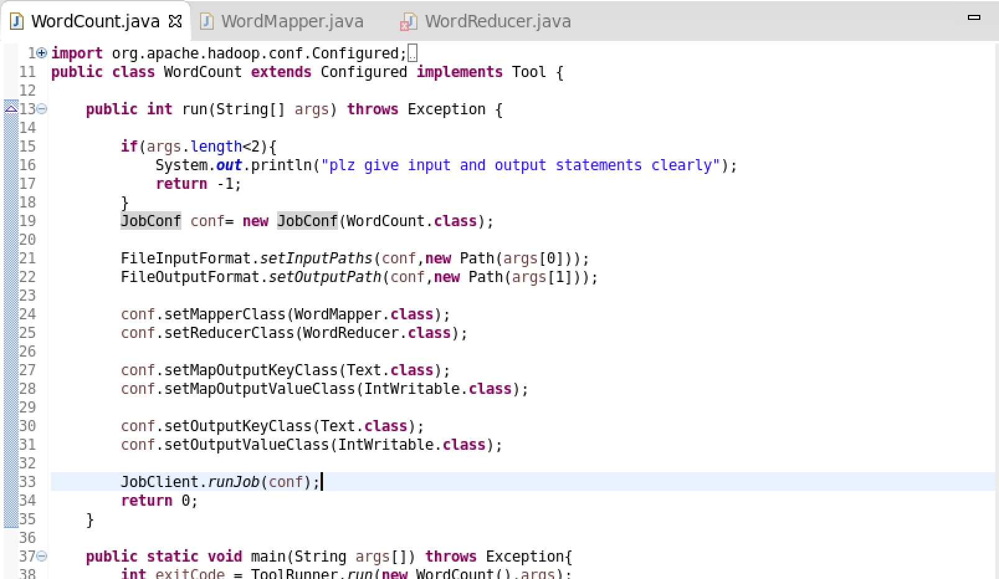 WordCount.java WordMapper.java WordReducer.java
1 import org.apache.hadoop.conf.Configured;
11 public class WordCount extends Configured implements Tool {
12
13 public int run(String[] args) throws Exception {
14
15 if(args.length<2){
16 System.out.println("plz give input and output statements clearly");
17 return -1;
18 }
19 JobConf conf= new JobConf(WordCount.class);
20
21 FileInputFormat.setInputPaths(conf,new Path(args[0]));
22 FileOutputFormat.setOutputPath(conf,new Path(args[1]));
23
24 conf.setMapperClass(WordMapper.class);
25 conf.setReducerClass(WordReducer.class);
26
27 conf.setMapOutputKeyClass(Text.class);
28 conf.setMapOutputValueClass(IntWritable.class);
29
30 conf.setOutputKeyClass(Text.class);
31 conf.setOutputValueClass(IntWritable.class);
32
33 JobClient.runJob(conf);
34 return 0;
35 }
36
37 public static void main(String args[]) throws Exception{
38 int exitCode = ToolRunner.run(new WordCount(),args);